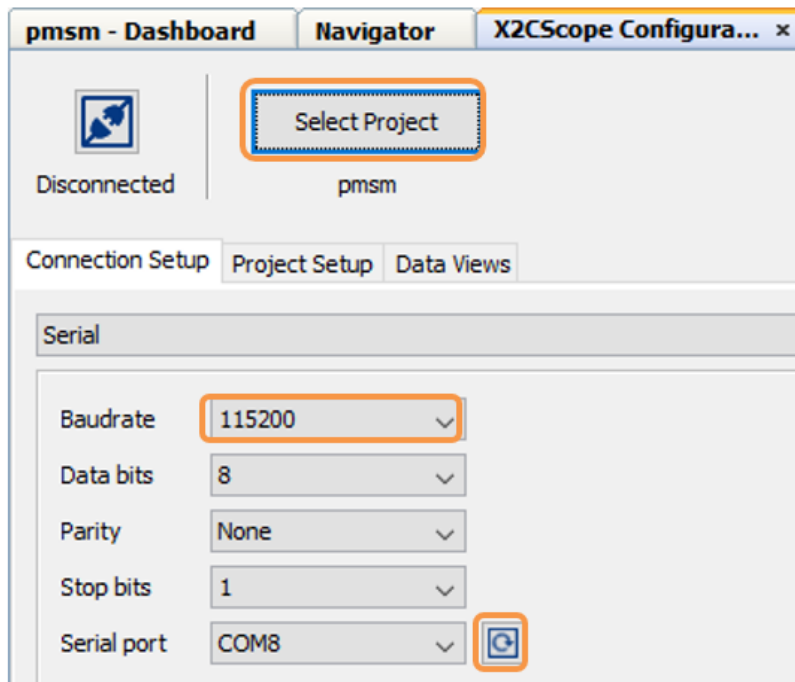 pmsm - Dashboard Navigator X2CScope Configura... ×
Select Project
Disconnected pmsm
Connection Setup Project Setup Data Views
Serial
Baudrate 115200
Data bits 8
Parity None
Stop bits 1
Serial port COM8